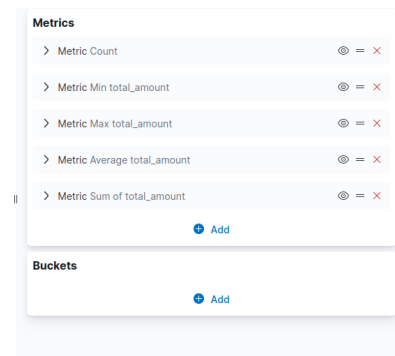 Metrics
Metric Count
Metric Min total_amount
Metric Max total_amount
Metric Average total_amount
Metric Sum of total_amount
Add
Buckets
Add